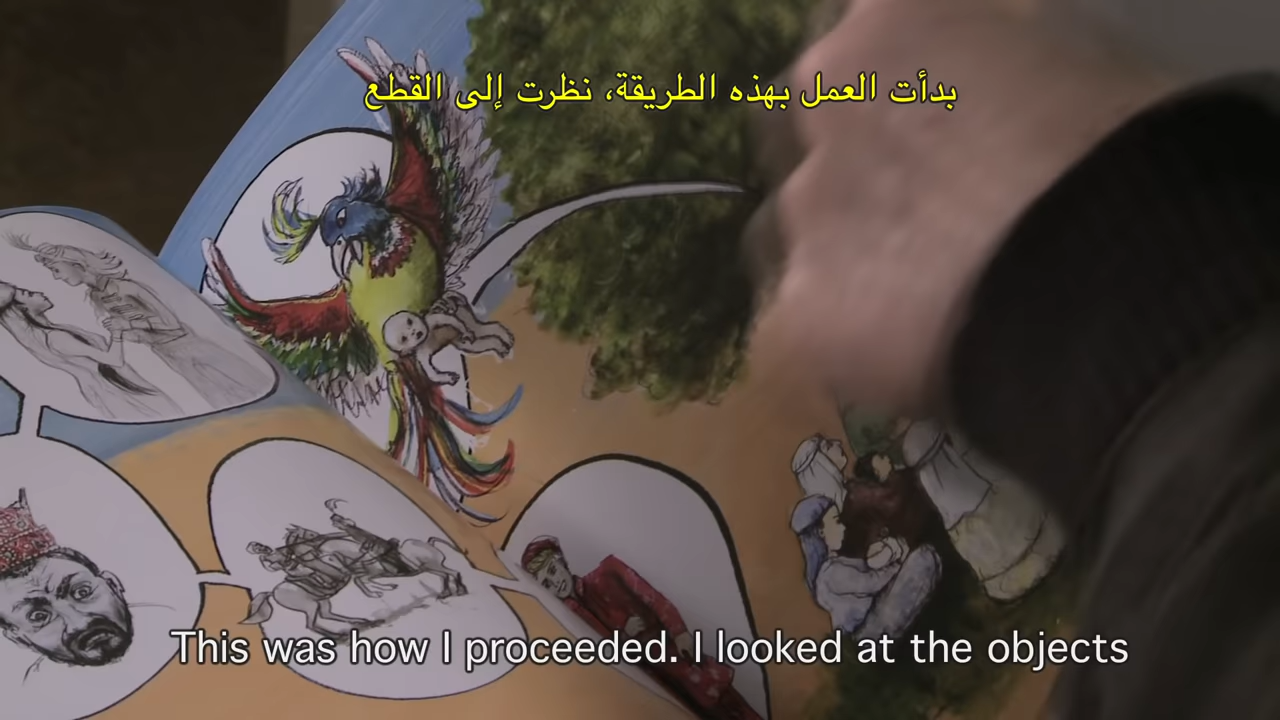 بدأت العمل بهذه الطريقة، نظرت إلى القطع
This was how I proceeded. I looked at the objects